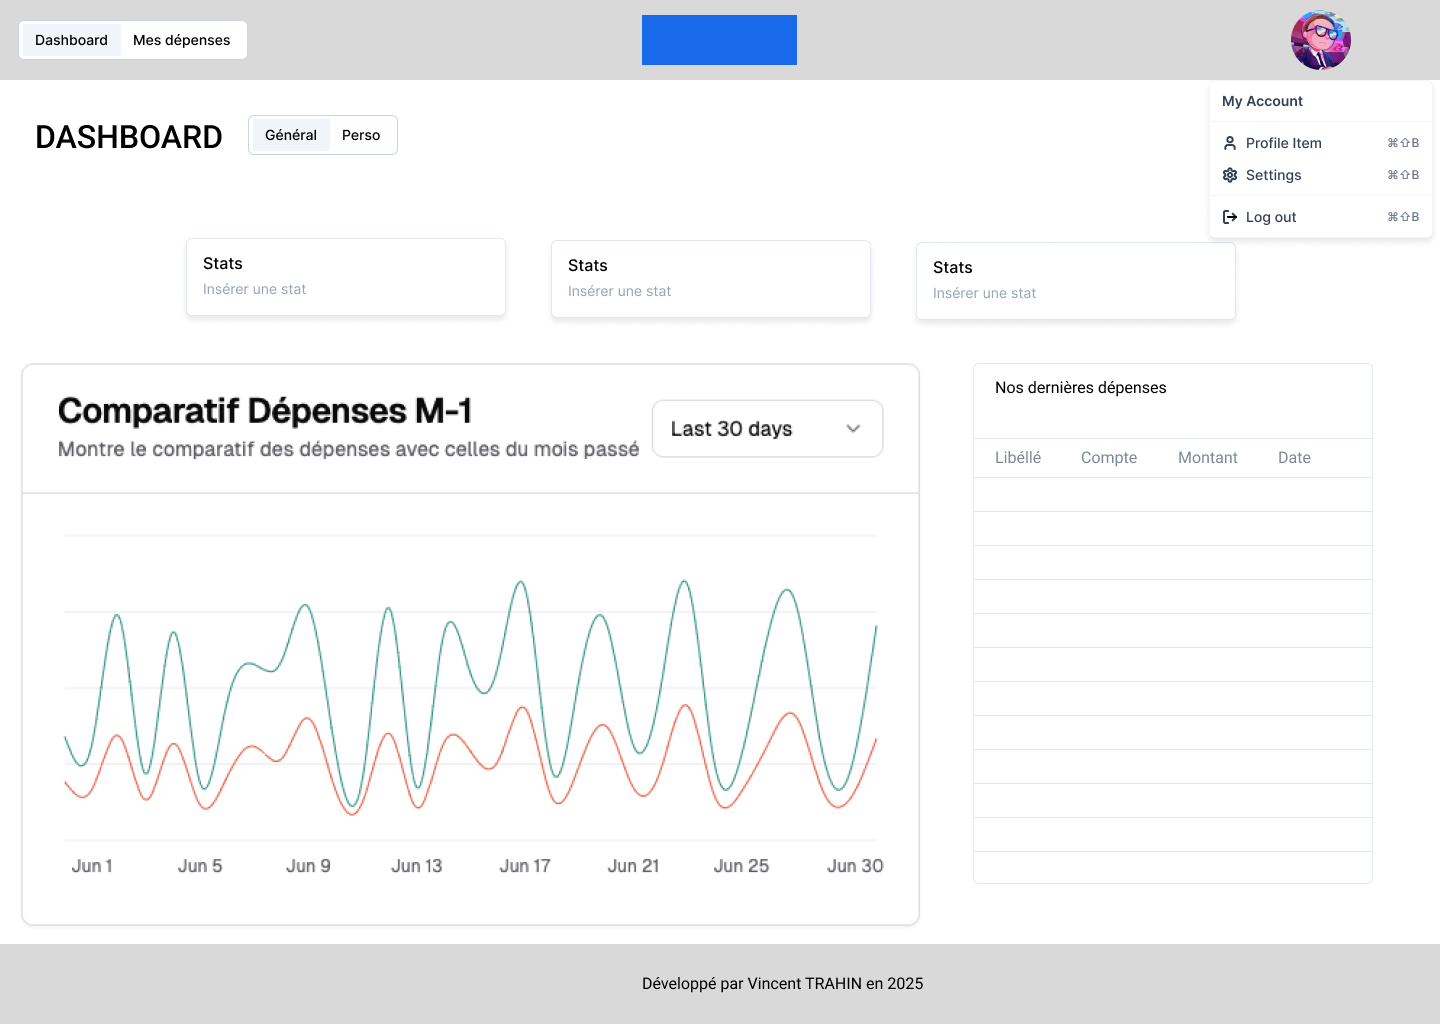 Dashboard Mes dépenses
My Account
DASHBOARD Général Perso
Profile Item ⌘⇧B
Settings ⌘⇧B
Log out ⌘⇧B
Stats
Insérer une stat
Stats
Insérer une stat
Stats
Insérer une stat
Comparatif Dépenses M-1
Montre le comparatif des dépenses avec celles du mois passé
Last 30 days
Jun 1 Jun 5 Jun 9 Jun 13 Jun 17 Jun 21 Jun 25 Jun 30
Nos dernières dépenses
Libéllé Compte Montant Date
Développé par Vincent TRAHIN en 2025